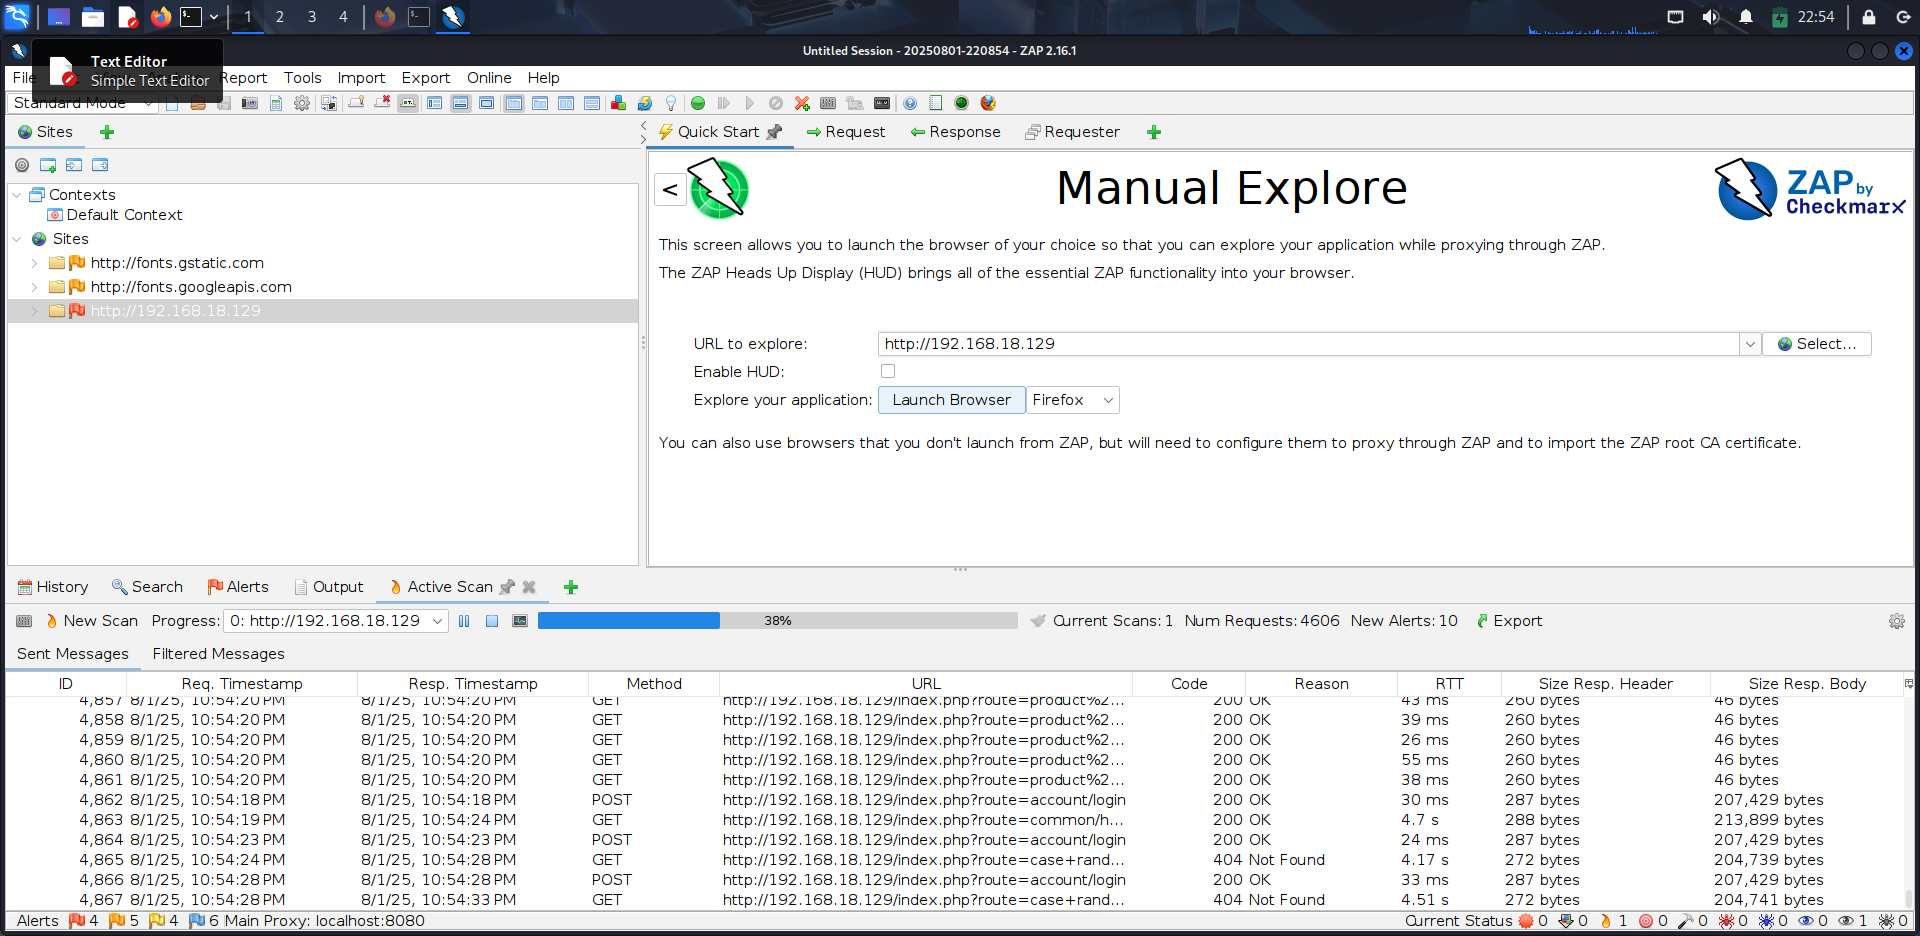 1 2 3 4 22:54
Untitled Session - 20250801-220854 - ZAP 2.16.1
Text Editor
Simple Text Editor
File Report Tools Import Export Online Help
Standard Mode
Sites
Quick Start Request Response Requester
Contexts
Default Context
Sites
http://fonts.gstatic.com
http://fonts.googleapis.com
http://192.168.18.129
<
Manual Explore
ZAP by
Checkmarx
This screen allows you to launch the browser of your choice so that you can explore your application while proxying through ZAP.
The ZAP Heads Up Display (HUD) brings all of the essential ZAP functionality into your browser.
URL to explore: http://192.168.18.129 Select...
Enable HUD:
Explore your application: Launch Browser Firefox
You can also use browsers that you don't launch from ZAP, but will need to configure them to proxy through ZAP and to import the ZAP root CA certificate.
History Search Alerts Output Active Scan
New Scan Progress: 0: http://192.168.18.129 38% Current Scans: 1 Num Requests: 4606 New Alerts: 10 Export
Sent Messages Filtered Messages
ID Req. Timestamp Resp. Timestamp Method URL Code Reason RTT Size Resp. Header Size Resp. Body
4,857 8/1/25, 10:54:20 PM 8/1/25, 10:54:20 PM GET http://192.168.18.129/index.php?route=product%2... 200 OK 43 ms 260 bytes 46 bytes
4,858 8/1/25, 10:54:20 PM 8/1/25, 10:54:20 PM GET http://192.168.18.129/index.php?route=product%2... 200 OK 39 ms 260 bytes 46 bytes
4,859 8/1/25, 10:54:20 PM 8/1/25, 10:54:20 PM GET http://192.168.18.129/index.php?route=product%2... 200 OK 26 ms 260 bytes 46 bytes
4,860 8/1/25, 10:54:20 PM 8/1/25, 10:54:20 PM GET http://192.168.18.129/index.php?route=product%2... 200 OK 55 ms 260 bytes 46 bytes
4,861 8/1/25, 10:54:20 PM 8/1/25, 10:54:20 PM GET http://192.168.18.129/index.php?route=product%2... 200 OK 38 ms 260 bytes 46 bytes
4,862 8/1/25, 10:54:18 PM 8/1/25, 10:54:18 PM POST http://192.168.18.129/index.php?route=account/login 200 OK 30 ms 287 bytes 207,429 bytes
4,863 8/1/25, 10:54:19 PM 8/1/25, 10:54:24 PM GET http://192.168.18.129/index.php?route=common/h... 200 OK 4.7 s 288 bytes 213,899 bytes
4,864 8/1/25, 10:54:23 PM 8/1/25, 10:54:23 PM POST http://192.168.18.129/index.php?route=account/login 200 OK 24 ms 287 bytes 207,429 bytes
4,865 8/1/25, 10:54:24 PM 8/1/25, 10:54:28 PM GET http://192.168.18.129/index.php?route=case+rand... 404 Not Found 4.17 s 272 bytes 204,739 bytes
4,866 8/1/25, 10:54:28 PM 8/1/25, 10:54:28 PM POST http://192.168.18.129/index.php?route=account/login 200 OK 33 ms 287 bytes 207,429 bytes
4,867 8/1/25, 10:54:28 PM 8/1/25, 10:54:33 PM GET http://192.168.18.129/index.php?route=case+rand... 404 Not Found 4.51 s 272 bytes 204,741 bytes
Alerts 4 5 4 6 Main Proxy: localhost:8080 Current Status 0 0 1 0 0 0 0 0 1 0